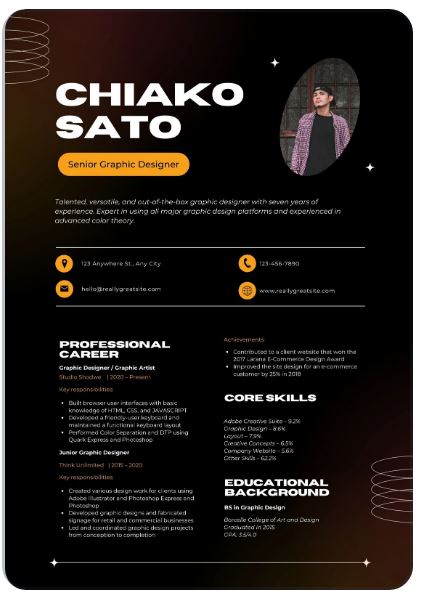 CHIAKO
SATO
Senior Graphic Designer
Talented, versatile, and out-of-the-box graphic designer with seven years of
experience. Expert in using all major graphic design platforms and experienced in
advanced color theory.
123 Anywhere St., Any City
123-456-7890
hello@reallygreatsite.com
www.reallygreatsite.com
PROFESSIONAL
CAREER
Graphic Designer / Graphic Artist
Studio Shodwe | 2020 – Present
Key responsibilities:
Built browser user interfaces with basic
knowledge of HTML, CSS, and JAVASCRIPT
Developed a friendly-user keyboard and
maintained a functional keyboard layout
Performed Color Separation and DTP using
Quark Express and Photoshop
Junior Graphic Designer
Think Unlimited | 2015 – 2020
Key responsibilities:
Created various design work for clients using
Adobe Illustrator and Photoshop Express and
Photoshop
Developed graphic designs and fabricated
signage for retail and commercial businesses
Led and coordinated graphic design projects
from conception to completion
Achievements
Contributed to a client website that won the
2017 Larana E-Commerce Design Award
Improved the site design for an e-commerce
customer by 25% in 2018
CORE SKILLS
Adobe Creative Suite – 9.2%
Graphic Design – 8.6%
Layout – 7.9%
Creative Concepts – 6.5%
Company Website – 5.6%
Other Skills – 62.2%
EDUCATIONAL
BACKGROUND
BS in Graphic Design
Borcelle College of Art and Design
Graduated in 2015
GPA: 3.5/4.0